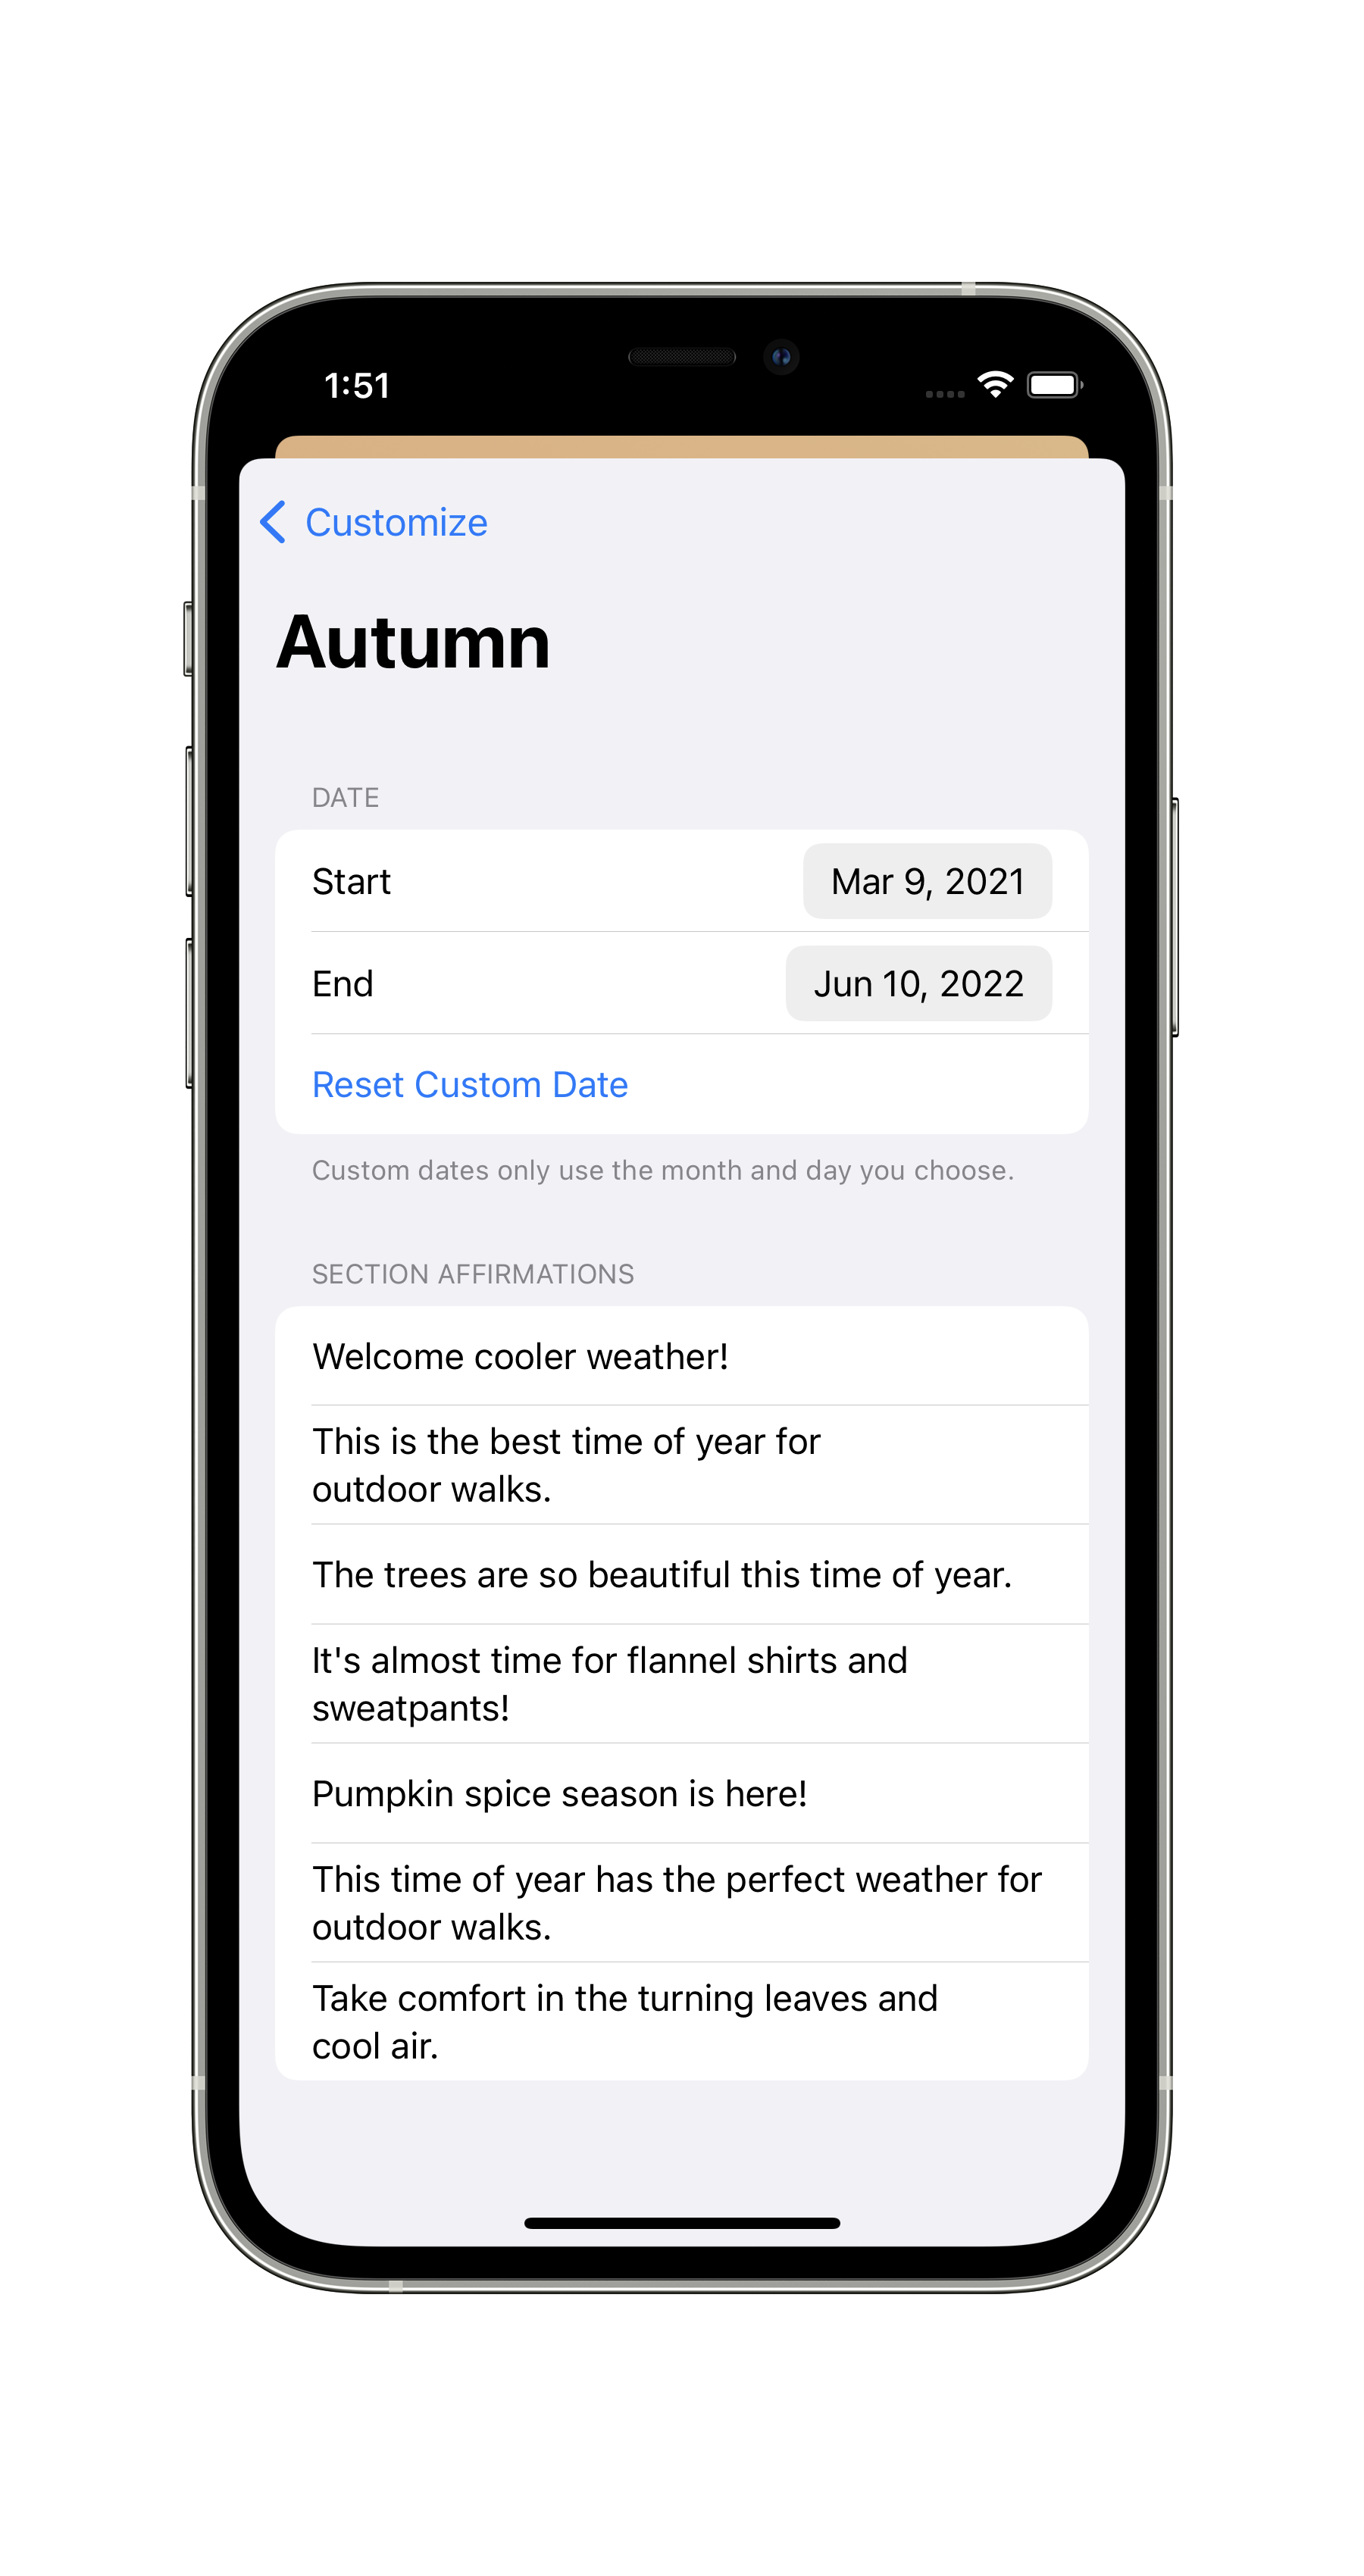 1:51
Customize
Autumn
DATE
Start
Mar 9, 2021
End
Jun 10, 2022
Reset Custom Date
Custom dates only use the month and day you choose.
SECTION AFFIRMATIONS
Welcome cooler weather!
This is the best time of year for
outdoor walks.
The trees are so beautiful this time of year.
It's almost time for flannel shirts and
sweatpants!
Pumpkin spice season is here!
This time of year has the perfect weather for
outdoor walks.
Take comfort in the turning leaves and
cool air.